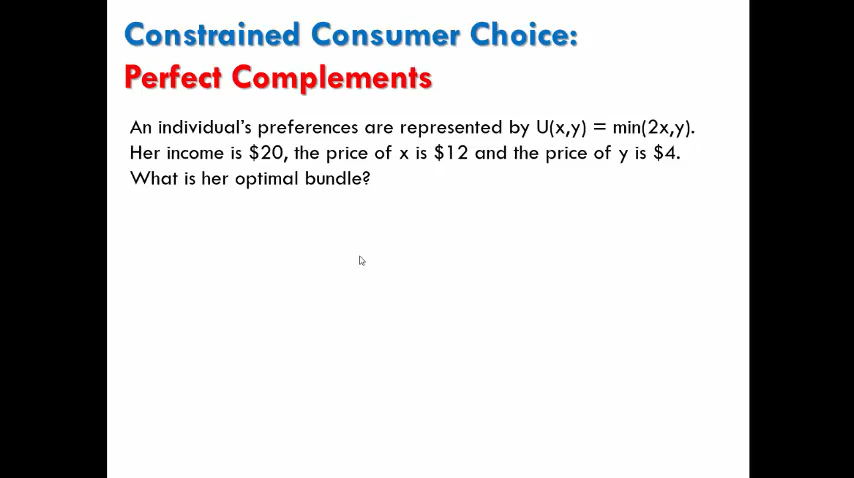 Constrained Consumer Choice:
Perfect Complements
An individual's preferences are represented by U(x,y) = min(2x,y).
Her income is $20, the price of x is $12 and the price of y is $4.
What is her optimal bundle?